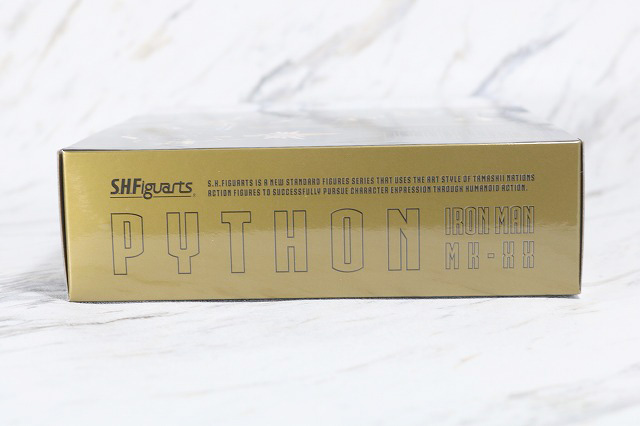 S.H.Figuarts
S.H.FIGUARTS IS A NEW STANDARD FIGURES SERIES THAT USES THE ART STYLE OF TAMASHII NATIONS
ACTION FIGURES TO SUCCESSFULLY PURSUE CHARACTER EXPRESSION THROUGH HUMANOID ACTION.
PYTHON
IRON MAN
MK-XX